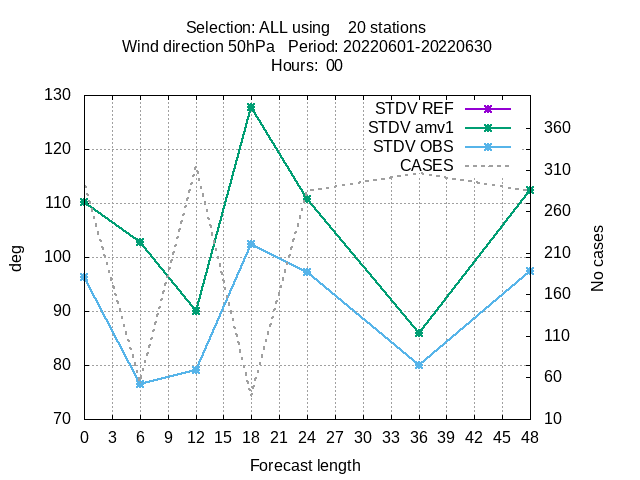 Selection: ALL using    20 stations
Wind direction 50hPa   Period: 20220601-20220630
Hours:  00
130
120
110
100
90
80
70
deg
STDV REF
STDV amv1
STDV OBS
CASES
360
310
260
210
160
110
60
10
No cases
0 3 6 9 12 15 18 21 24 27 30 33 36 39 42 45 48
Forecast length